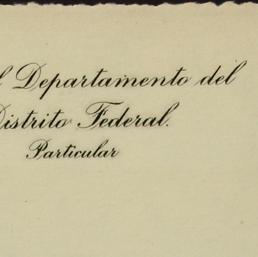 l Departamento del
Distrito Federal.
Particular